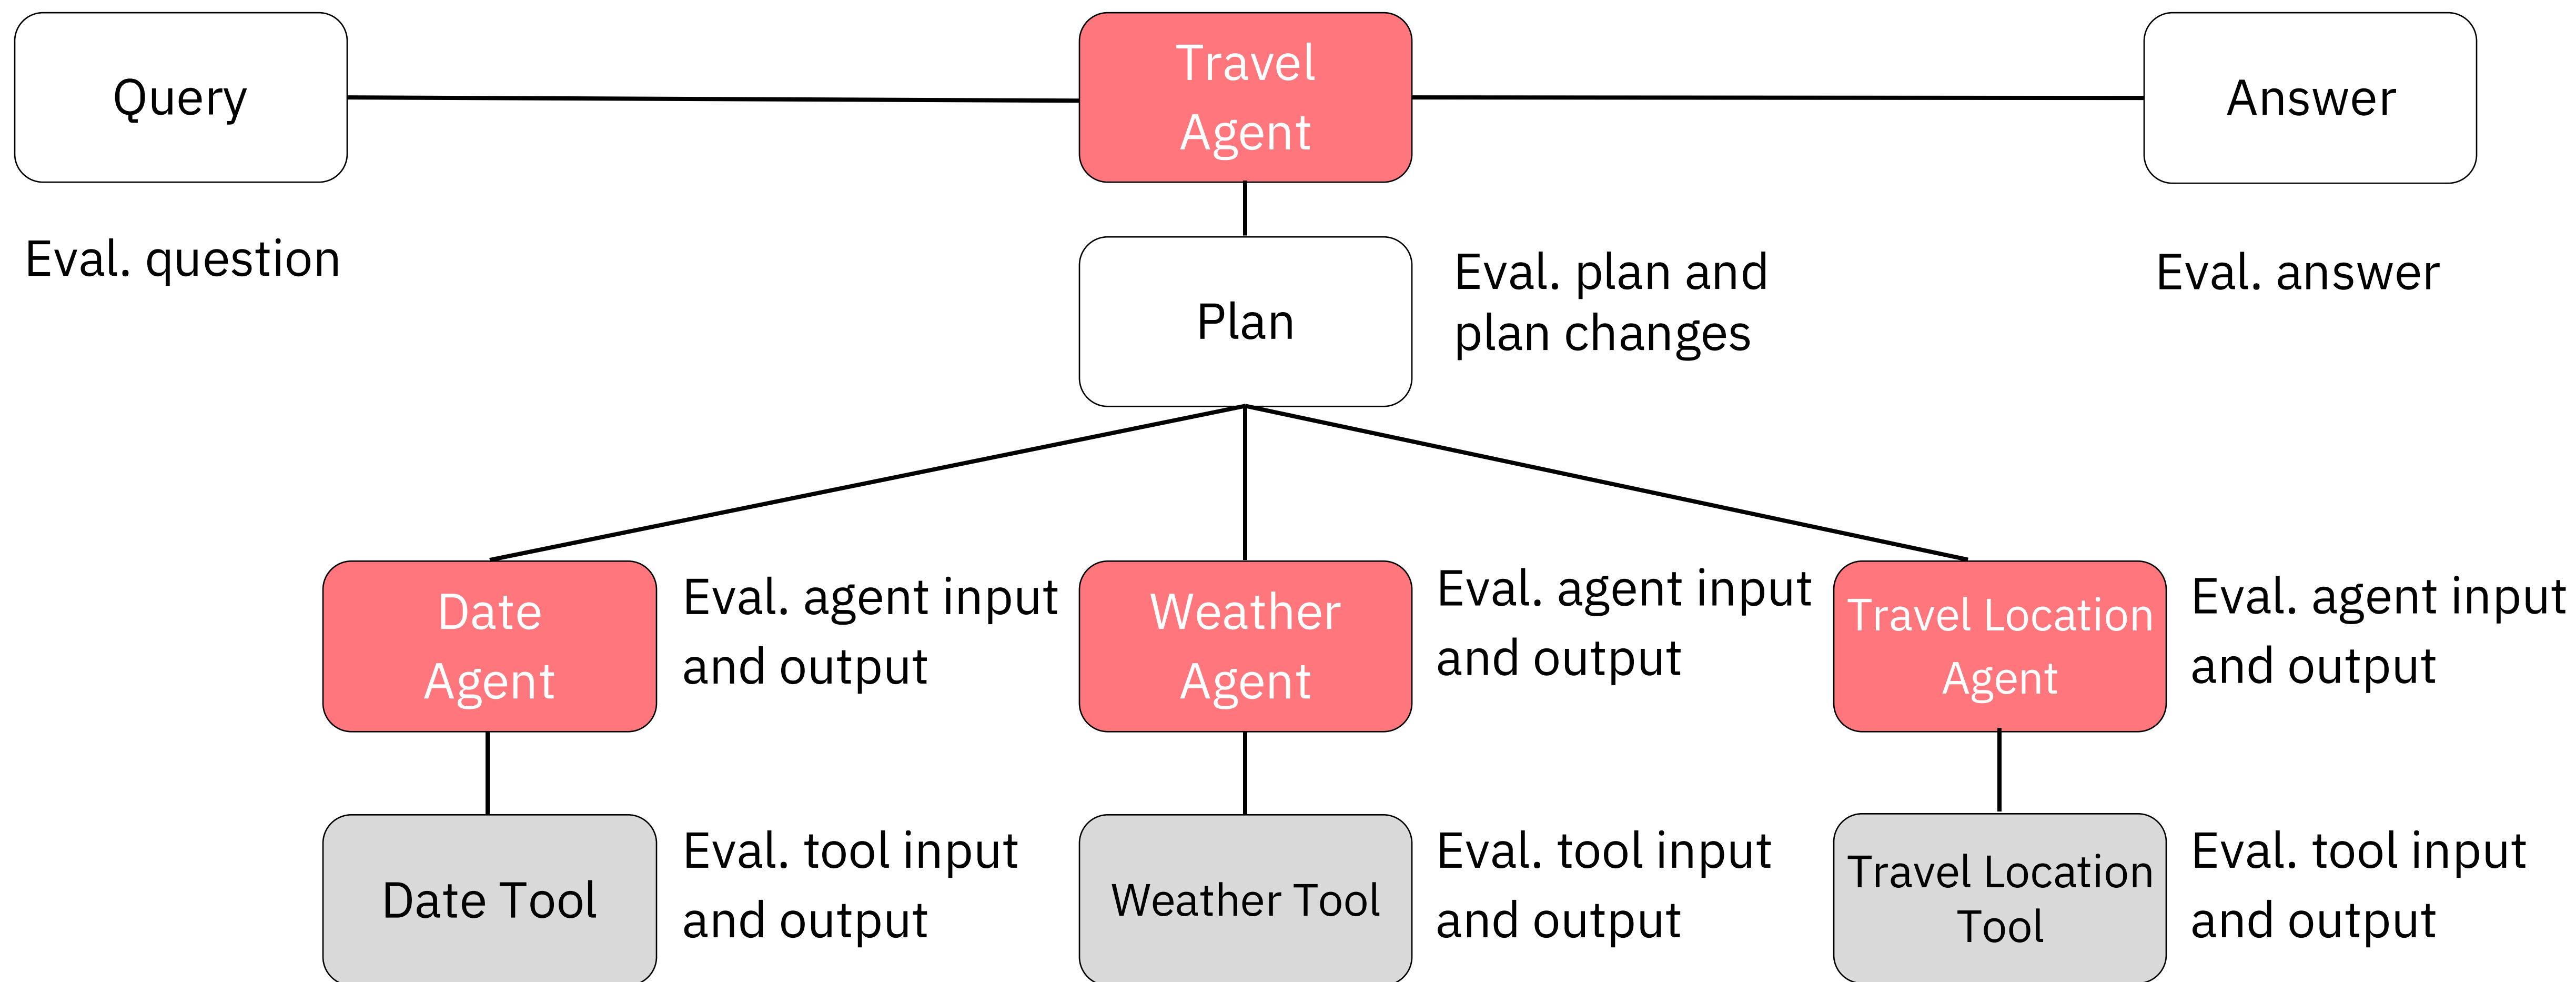 Query
Travel
Agent
Answer
Eval. question
Plan
Eval. plan and
plan changes
Eval. answer
Date
Agent
Eval. agent input
and output
Weather
Agent
Eval. agent input
and output
Travel Location
Agent
Eval. agent input
and output
Date Tool
Eval. tool input
and output
Weather Tool
Eval. tool input
and output
Travel Location
Tool
Eval. tool input
and output